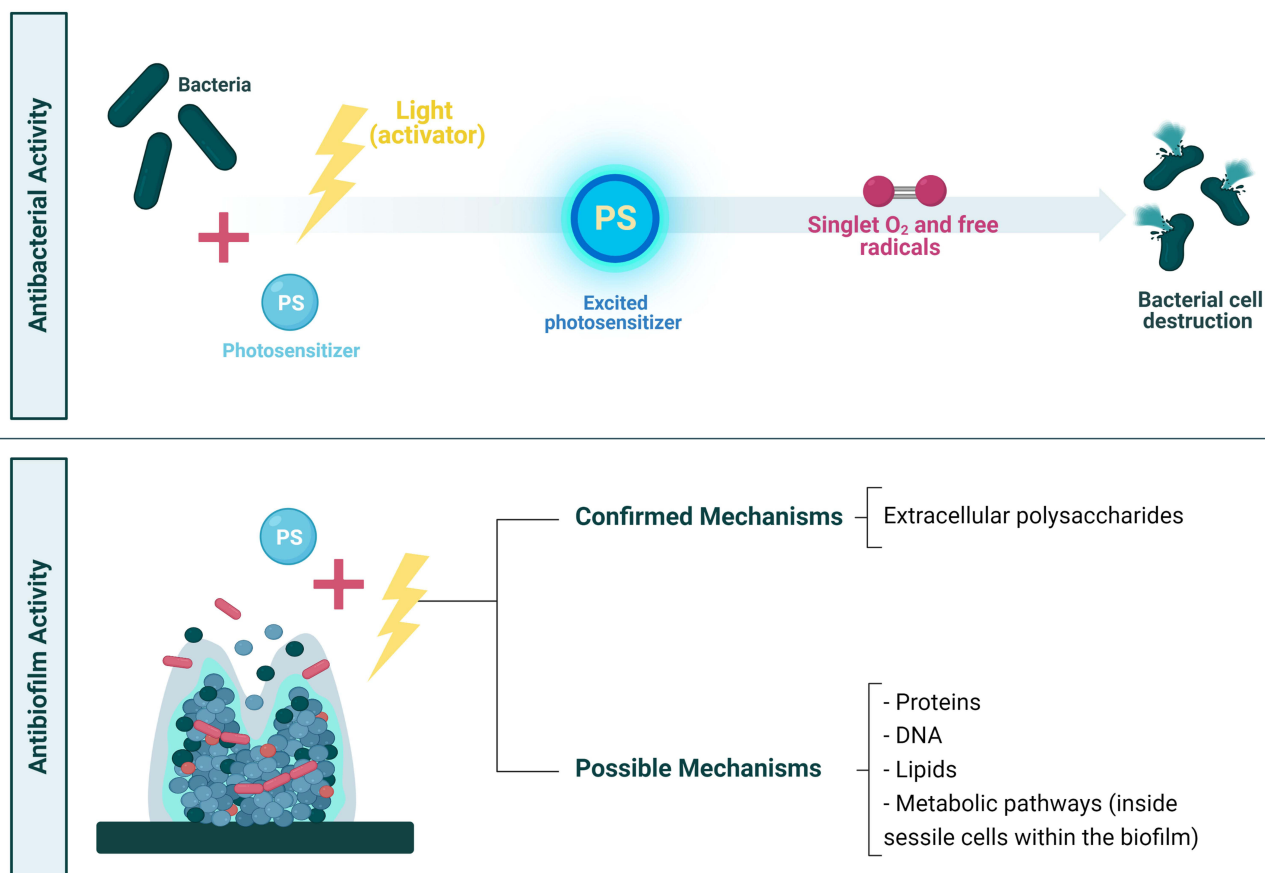 Antibacterial Activity
Bacteria
Light
(activator)
PS
Photosensitizer
PS
Excited
photosensitizer
Singlet O₂ and free
radicals
Bacterial cell
destruction
Antibiofilm Activity
PS
Confirmed Mechanisms
Extracellular polysaccharides
Possible Mechanisms
- Proteins
- DNA
- Lipids
- Metabolic pathways (inside
sessile cells within the biofilm)